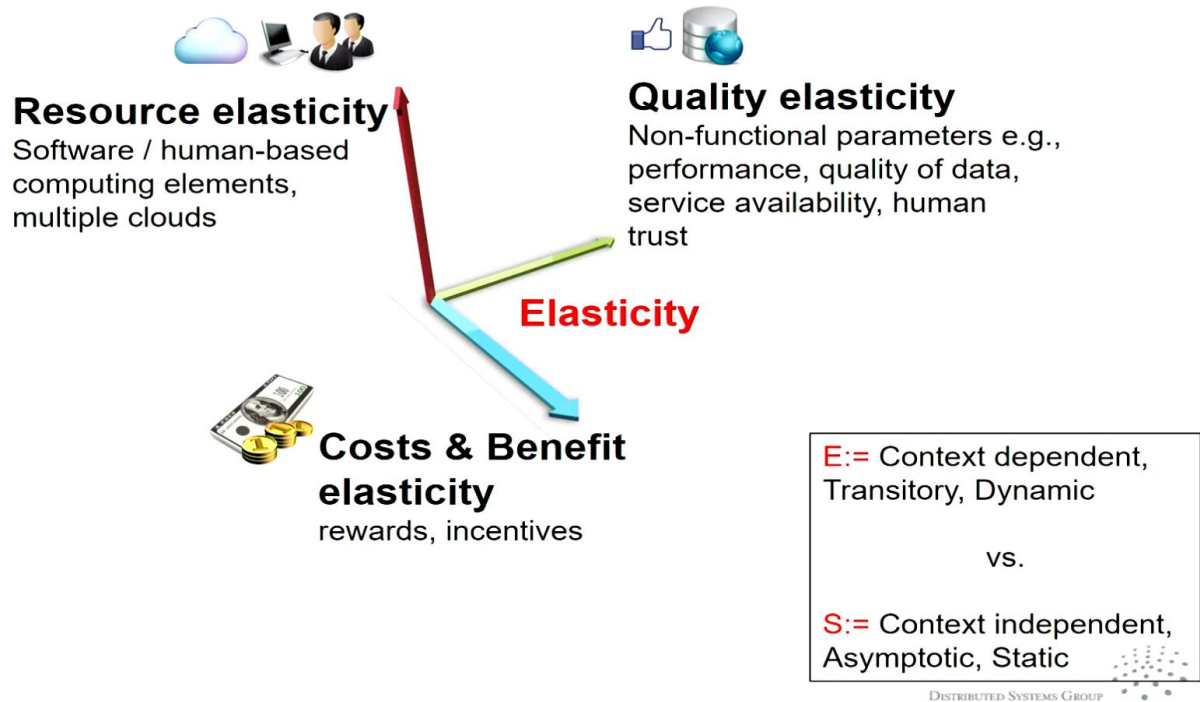 Resource elasticity
Software / human-based
computing elements,
multiple clouds
Quality elasticity
Non-functional parameters e.g.,
performance, quality of data,
service availability, human
trust
Elasticity
Costs & Benefit
elasticity
rewards, incentives
E:= Context dependent,
Transitory, Dynamic
vs.
S:= Context independent,
Asymptotic, Static
DISTRIBUTED SYSTEMS GROUP